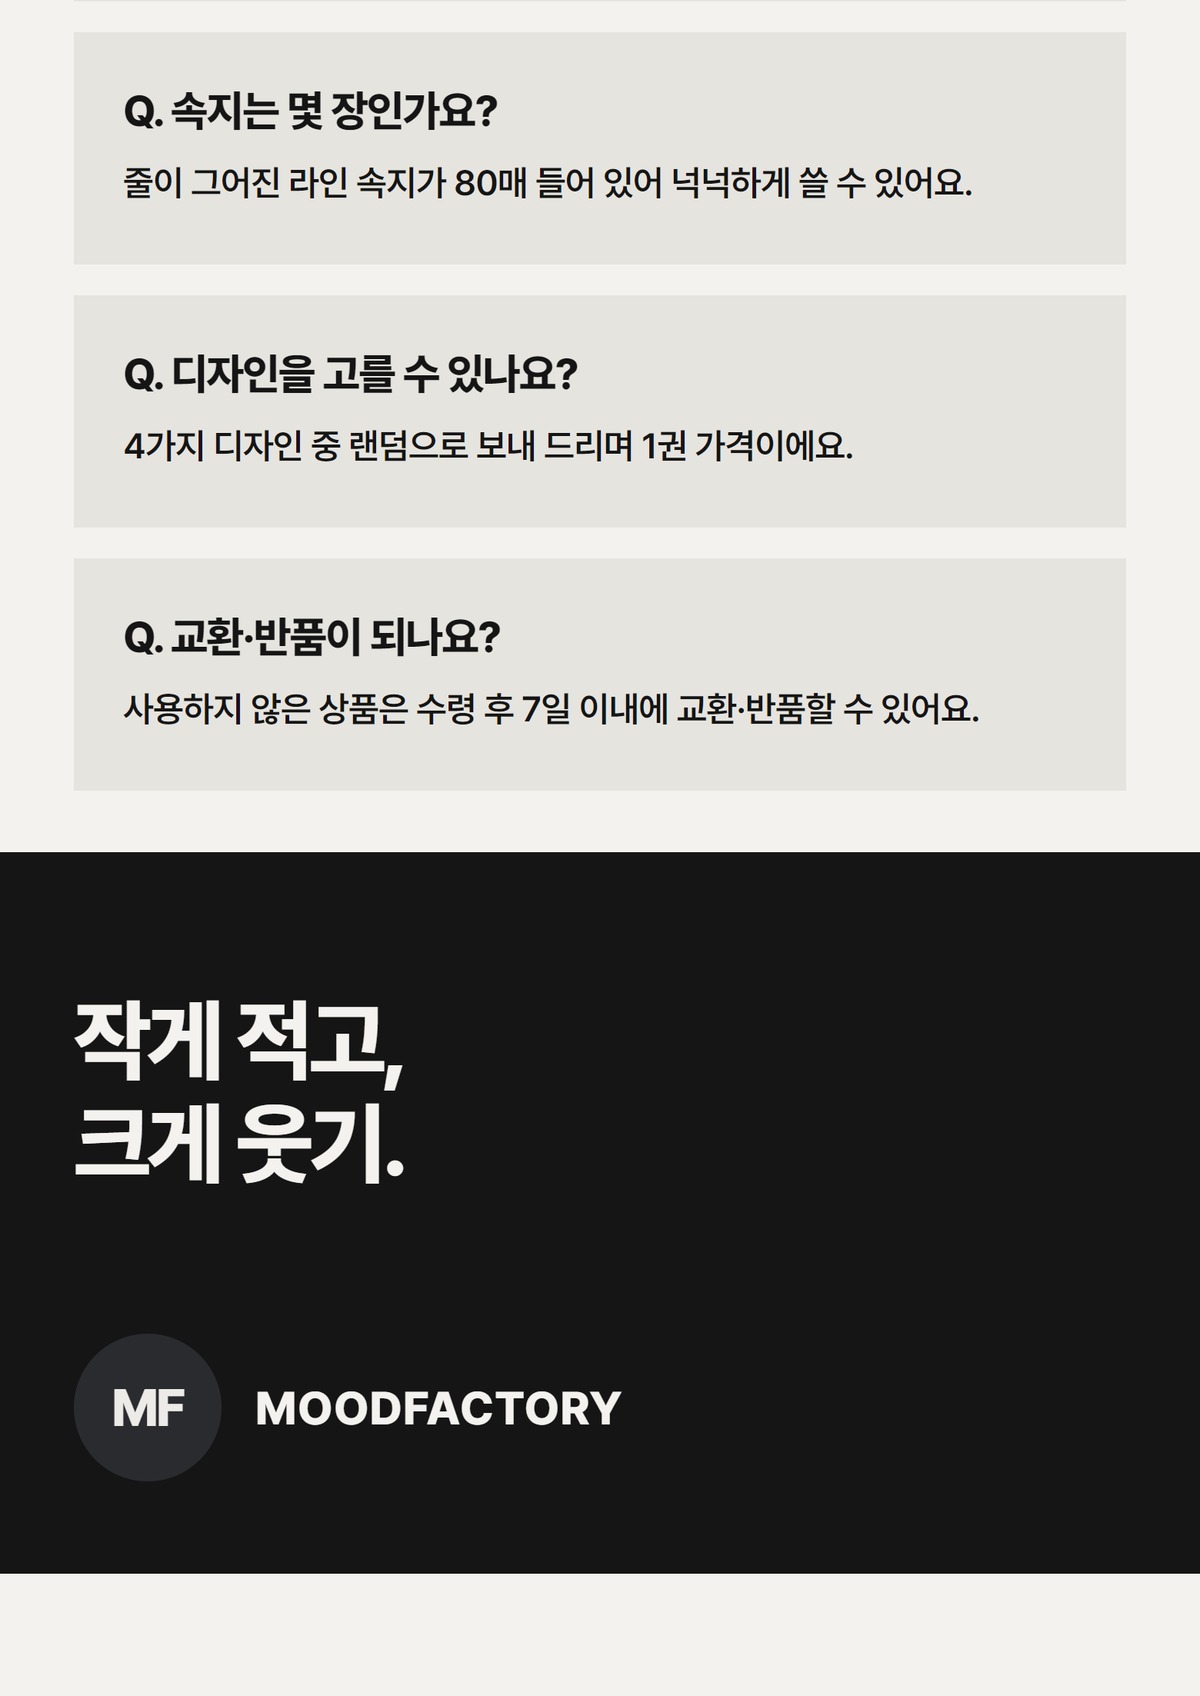 Q. 속지는 몇 장인가요?
줄이 그어진 라인 속지가 80매 들어 있어 넉넉하게 쓸 수 있어요.
Q. 디자인을 고를 수 있나요?
4가지 디자인 중 랜덤으로 보내 드리며 1권 가격이에요.
Q. 교환·반품이 되나요?
사용하지 않은 상품은 수령 후 7일 이내에 교환·반품할 수 있어요.
작게 적고,
크게 웃기.
MF
MOODFACTORY